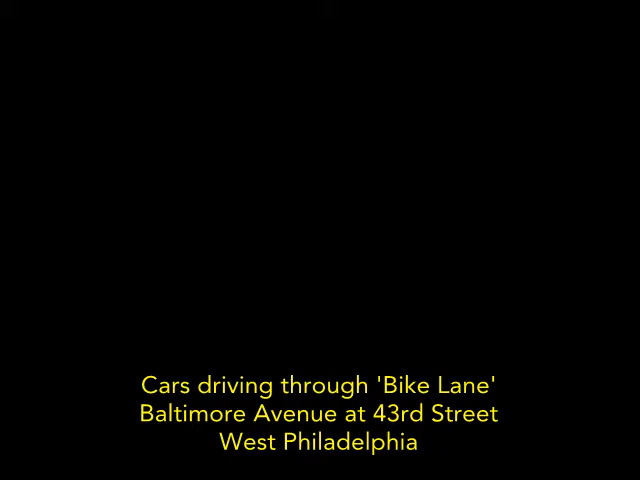 Cars driving through 'Bike Lane'
Baltimore Avenue at 43rd Street
West Philadelphia